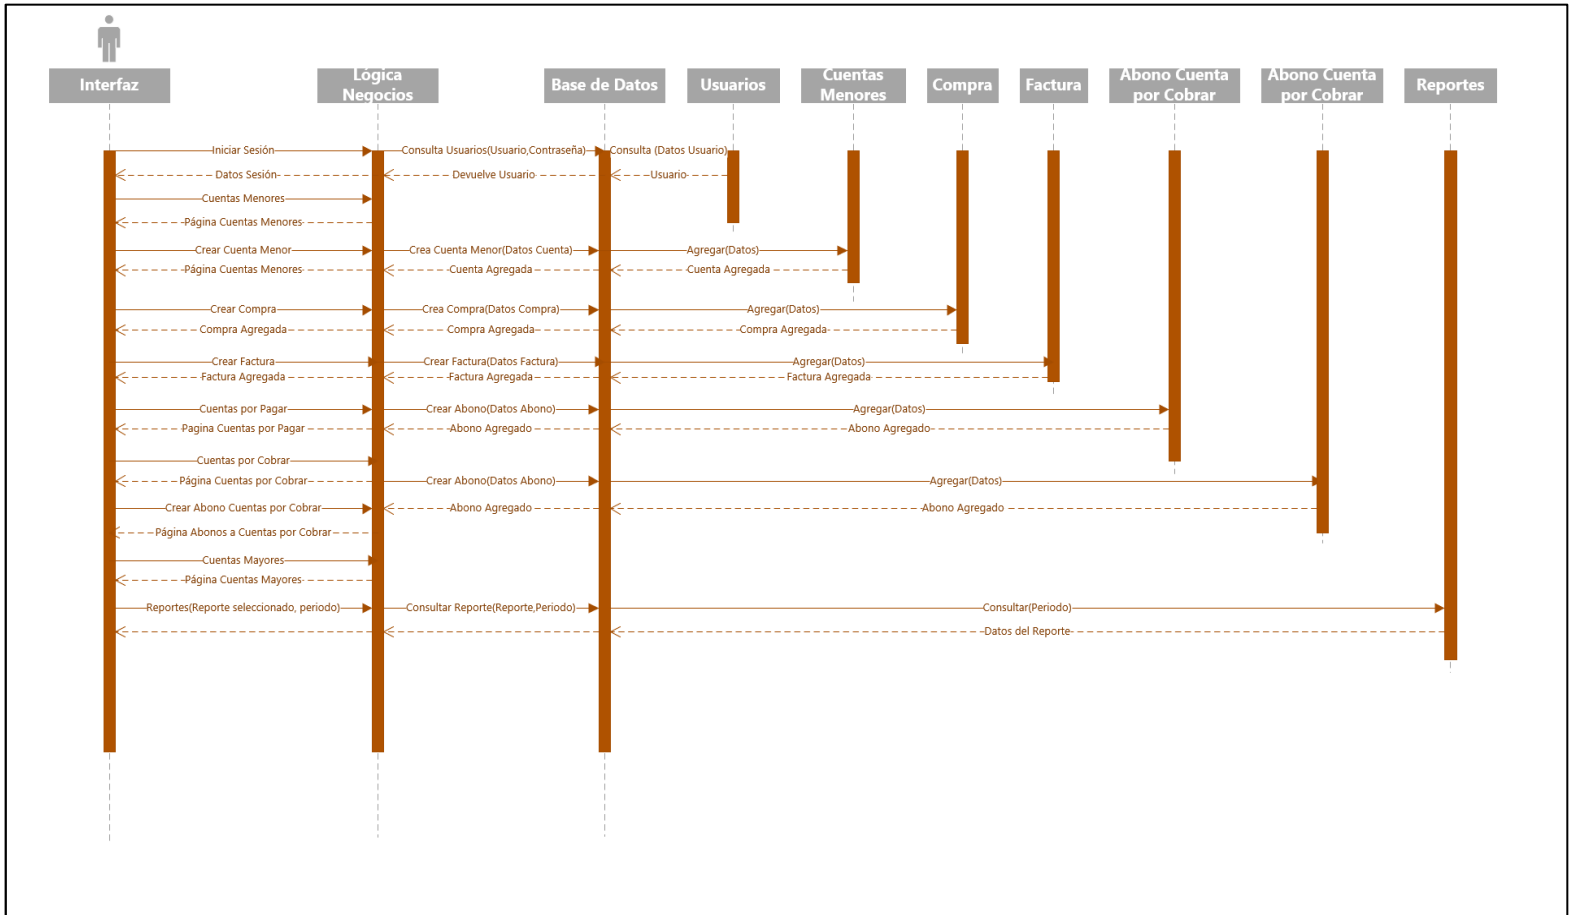 Interfaz
Lógica
Negocios
Base de Datos
Usuarios
Cuentas
Menores
Compra
Factura
Abono Cuenta
por Cobrar
Abono Cuenta
por Cobrar
Reportes
Iniciar Sesión
Consulta Usuarios(Usuario,Contraseña)
Consulta (Datos Usuario)
Datos Sesión
Devuelve Usuario
Usuario
Cuentas Menores
Página Cuentas Menores
Crear Cuenta Menor
Crea Cuenta Menor(Datos Cuenta)
Agregar(Datos)
Página Cuentas Menores
Cuenta Agregada
Cuenta Agregada
Crear Compra
Crea Compra(Datos Compra)
Agregar(Datos)
Compra Agregada
Compra Agregada
Compra Agregada
Crear Factura
Crear Factura(Datos Factura)
Agregar(Datos)
Factura Agregada
Factura Agregada
Factura Agregada
Cuentas por Pagar
Crear Abono(Datos Abono)
Agregar(Datos)
Pagina Cuentas por Pagar
Abono Agregado
Abono Agregado
Cuentas por Cobrar
Página Cuentas por Cobrar
Crear Abono(Datos Abono)
Agregar(Datos)
Crear Abono Cuentas por Cobrar
Abono Agregado
Abono Agregado
Página Abonos a Cuentas por Cobrar
Cuentas Mayores
Página Cuentas Mayores
Reportes(Reporte seleccionado, periodo)
Consultar Reporte(Reporte,Periodo)
Consultar(Periodo)
Datos del Reporte